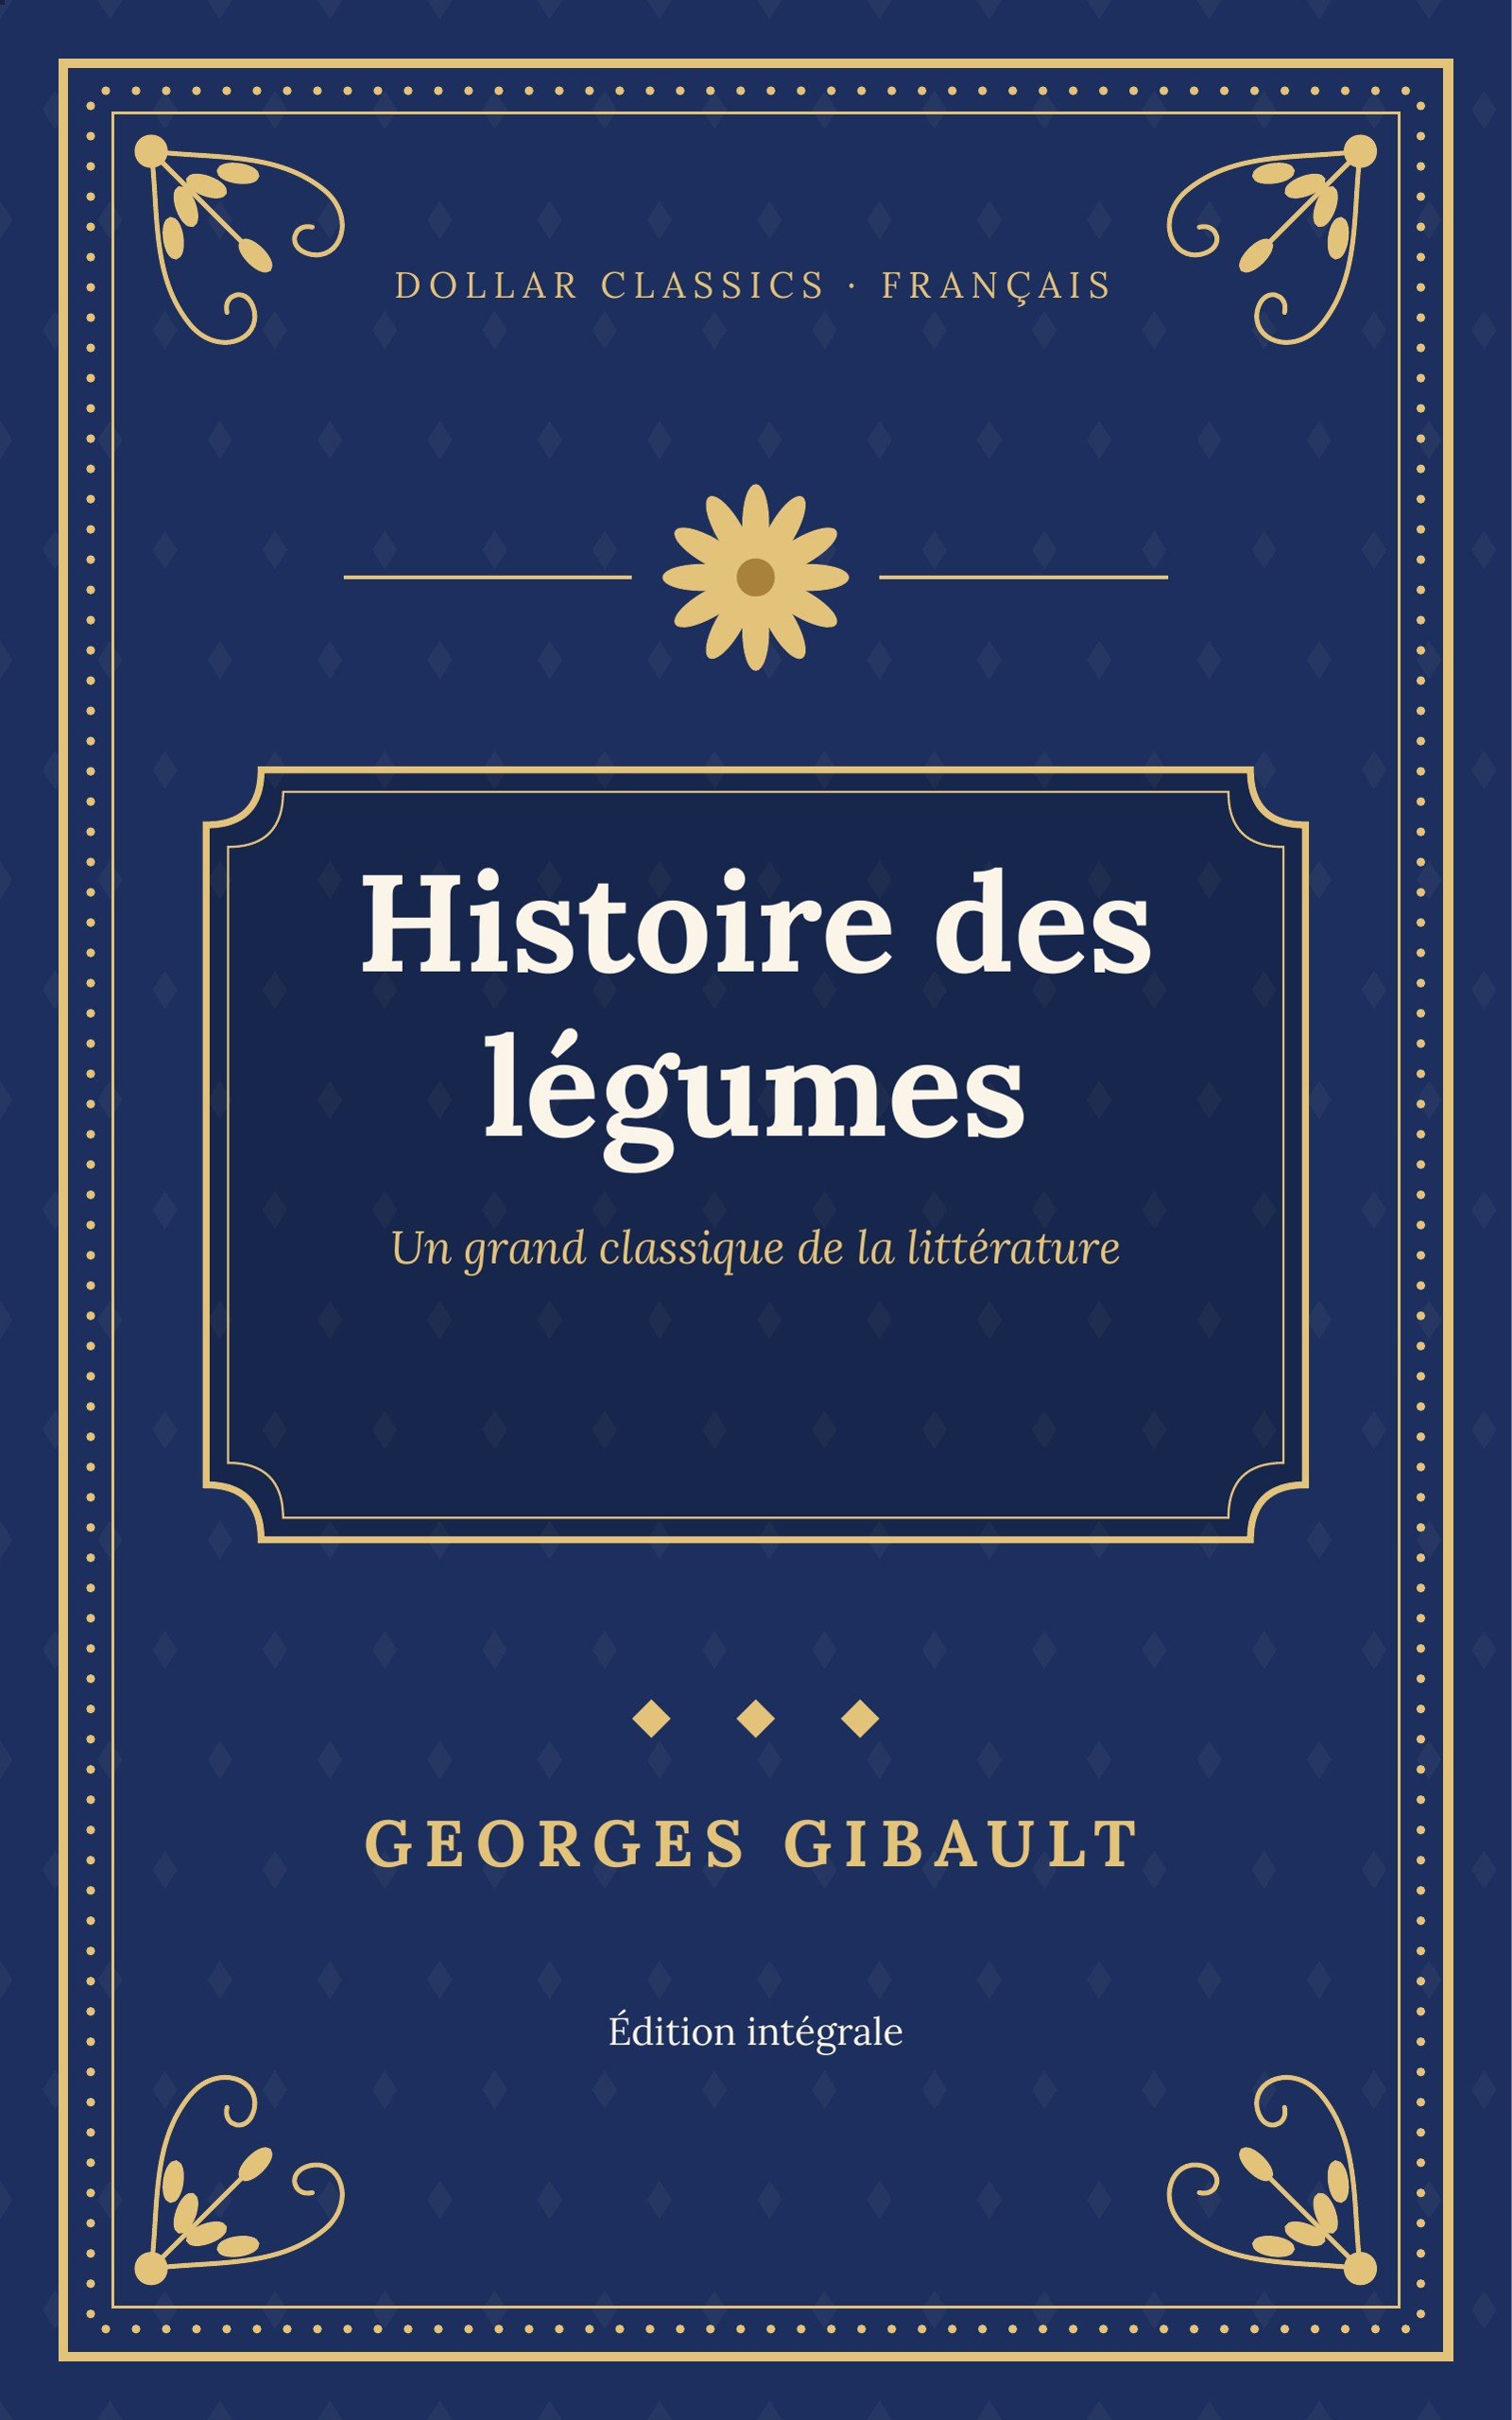 DOLLAR CLASSICS · FRANÇAIS
Histoire des
légumes
Un grand classique de la littérature
GEORGES GIBAULT
Édition intégrale